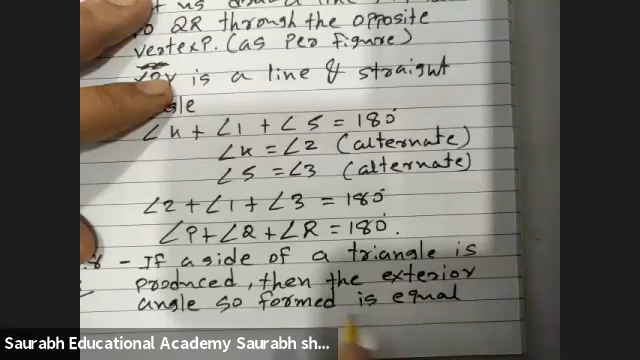 to QR through the opposite
vertex P. (as per figure)
is a line & straight
∠4 + ∠1 + ∠5 = 180°
∠4 = ∠2 (alternate)
∠5 = ∠3 (alternate)
∠2 + ∠1 + ∠3 = 180°
∠P + ∠Q + ∠R = 180°.
.8 - If a side of a triangle is
produced, then the exterior
angle so formed is equal
Saurabh Educational Academy Saurabh sh...